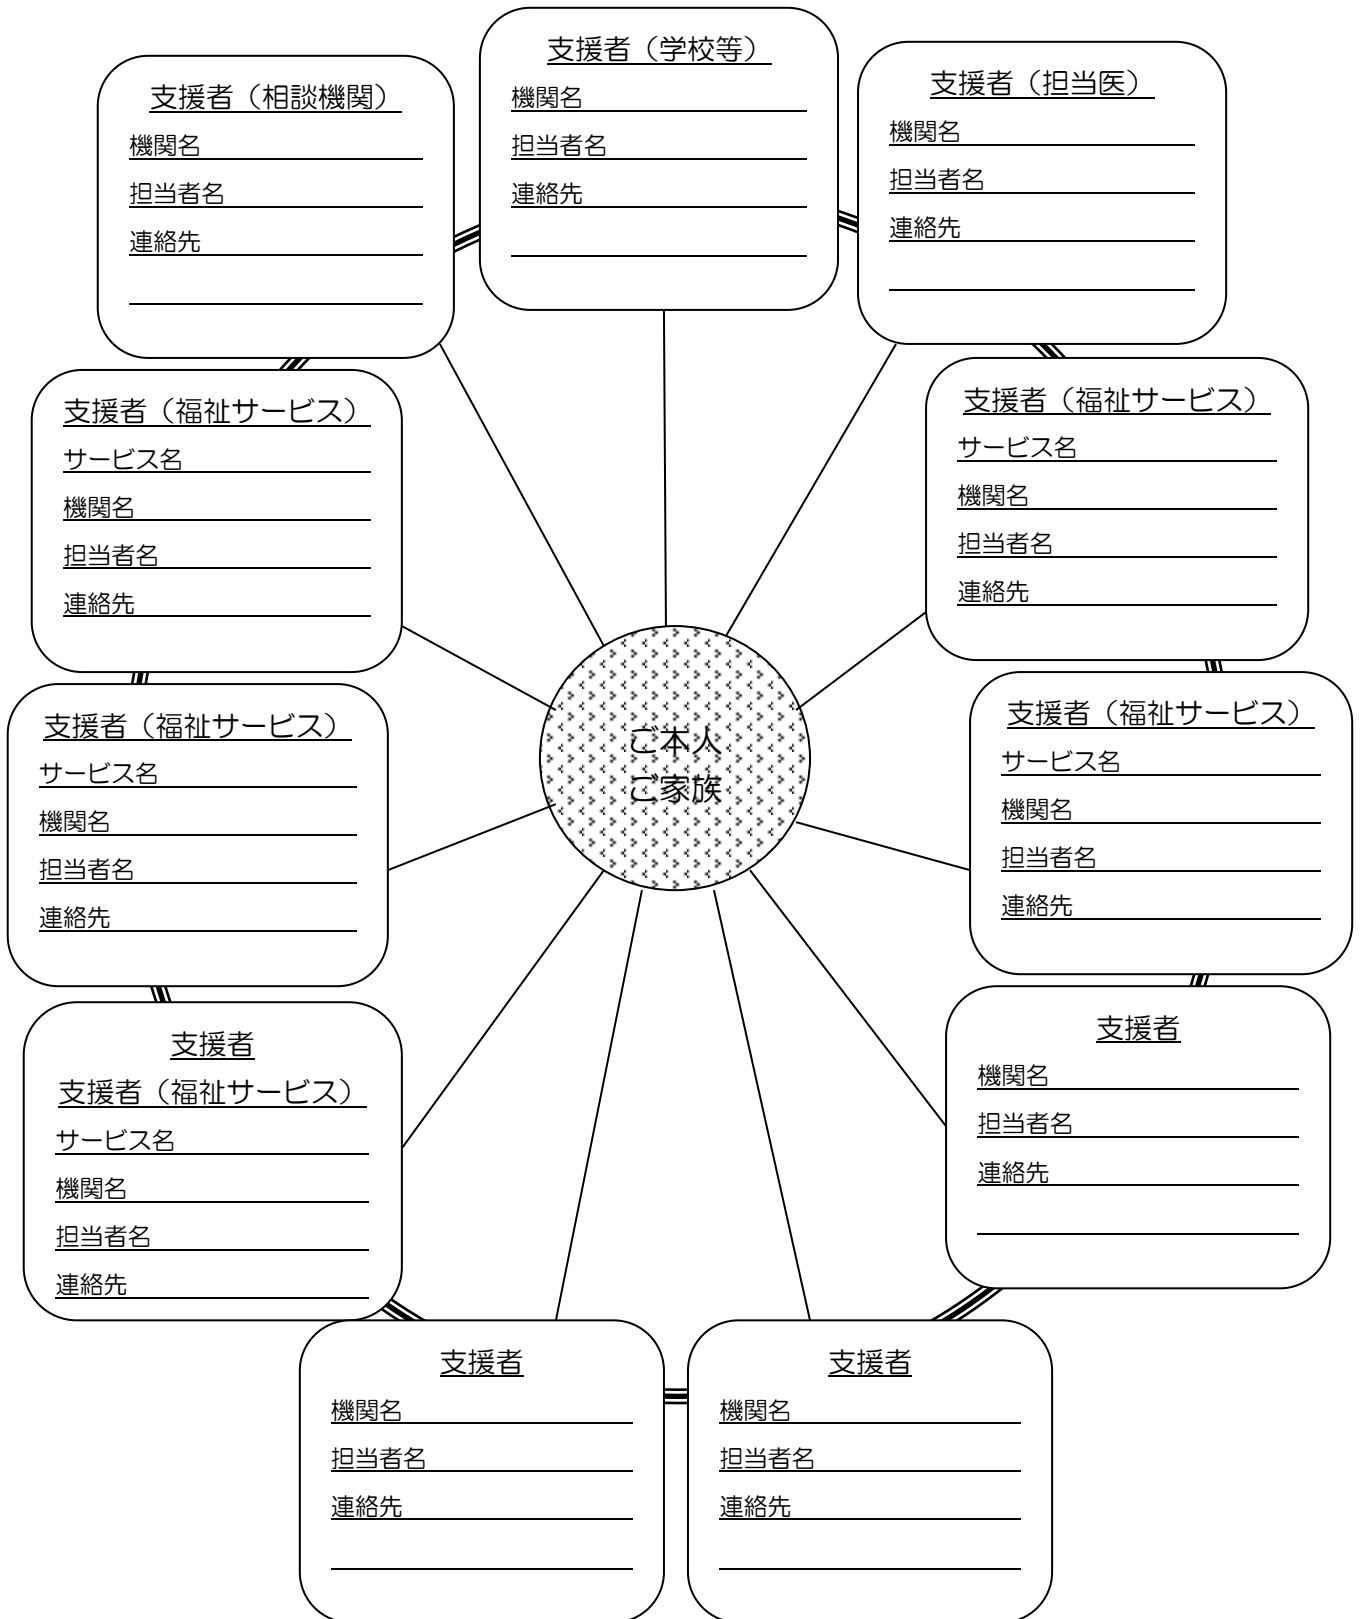 支援者（学校等）
機関名
担当者名
連絡先
支援者（相談機関）
機関名
担当者名
連絡先
支援者（担当医）
機関名
担当者名
連絡先
支援者（福祉サービス）
サービス名
機関名
担当者名
連絡先
支援者（福祉サービス）
サービス名
機関名
担当者名
連絡先
ご本人
ご家族
支援者（福祉サービス）
サービス名
機関名
担当者名
連絡先
支援者（福祉サービス）
サービス名
機関名
担当者名
連絡先
支援者
支援者（福祉サービス）
サービス名
機関名
担当者名
連絡先
支援者
機関名
担当者名
連絡先
支援者
機関名
担当者名
連絡先
支援者
機関名
担当者名
連絡先